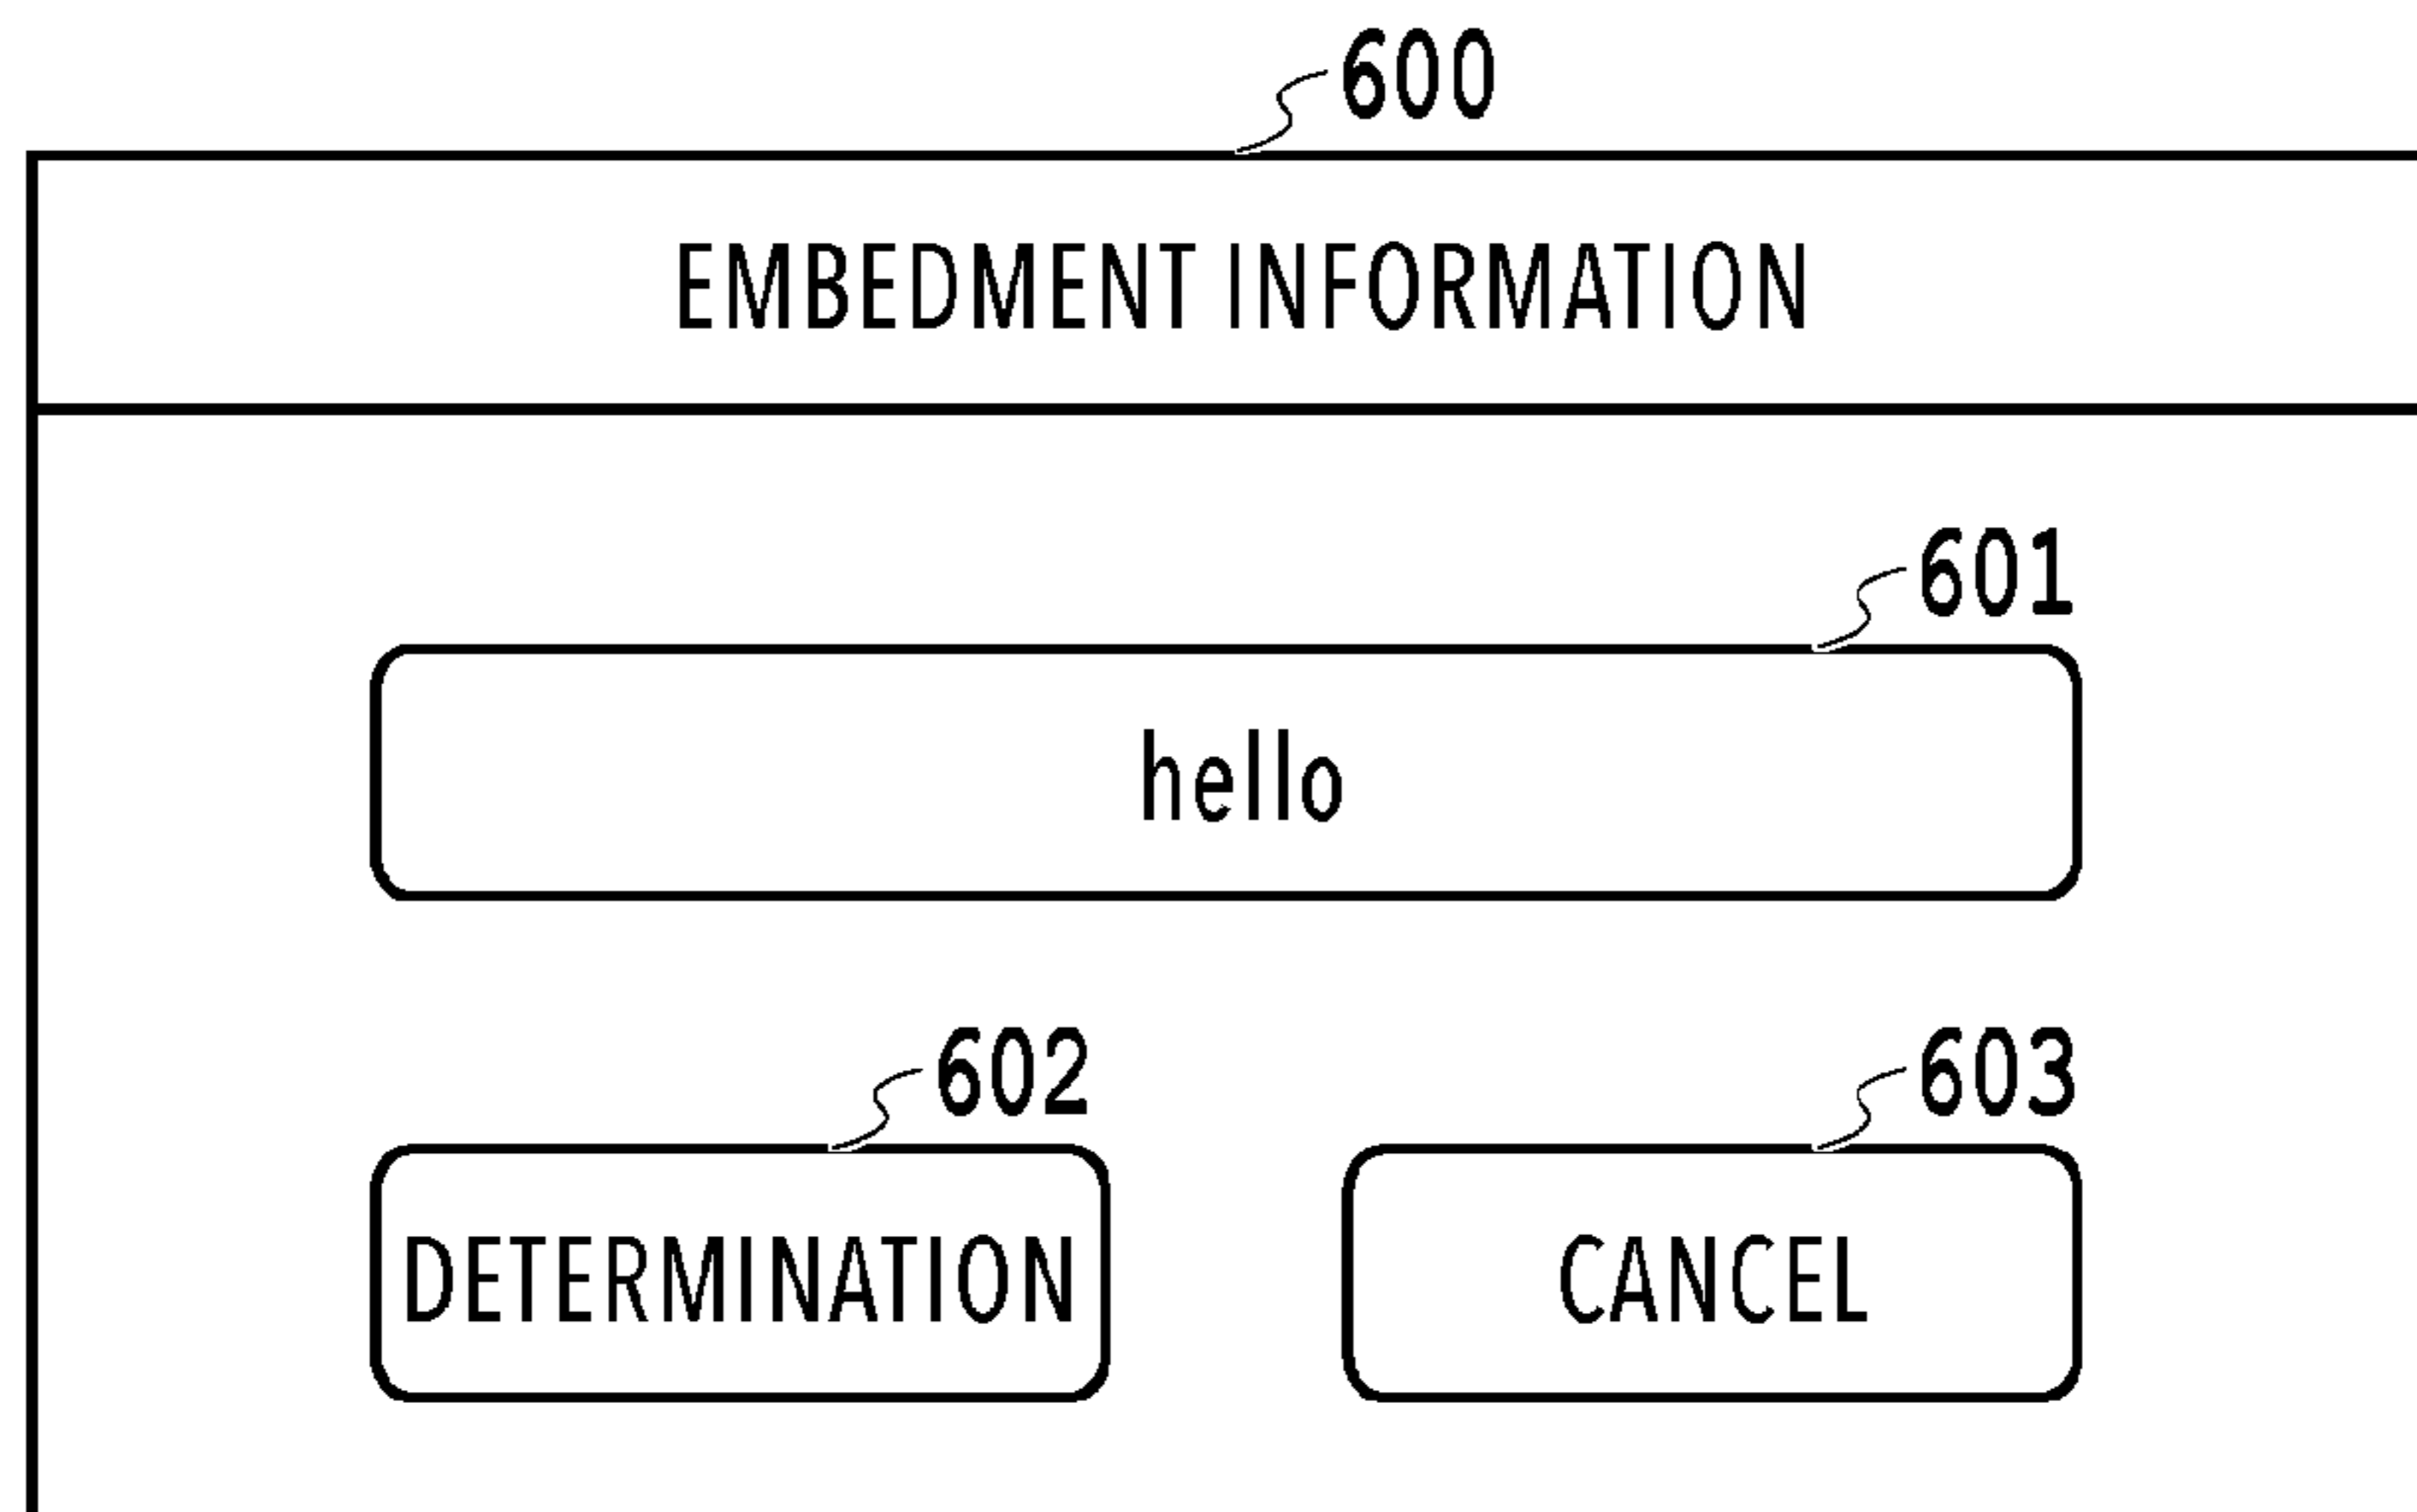 600
EMBEDMENT INFORMATION
601
hello
602 603
DETERMINATION CANCEL